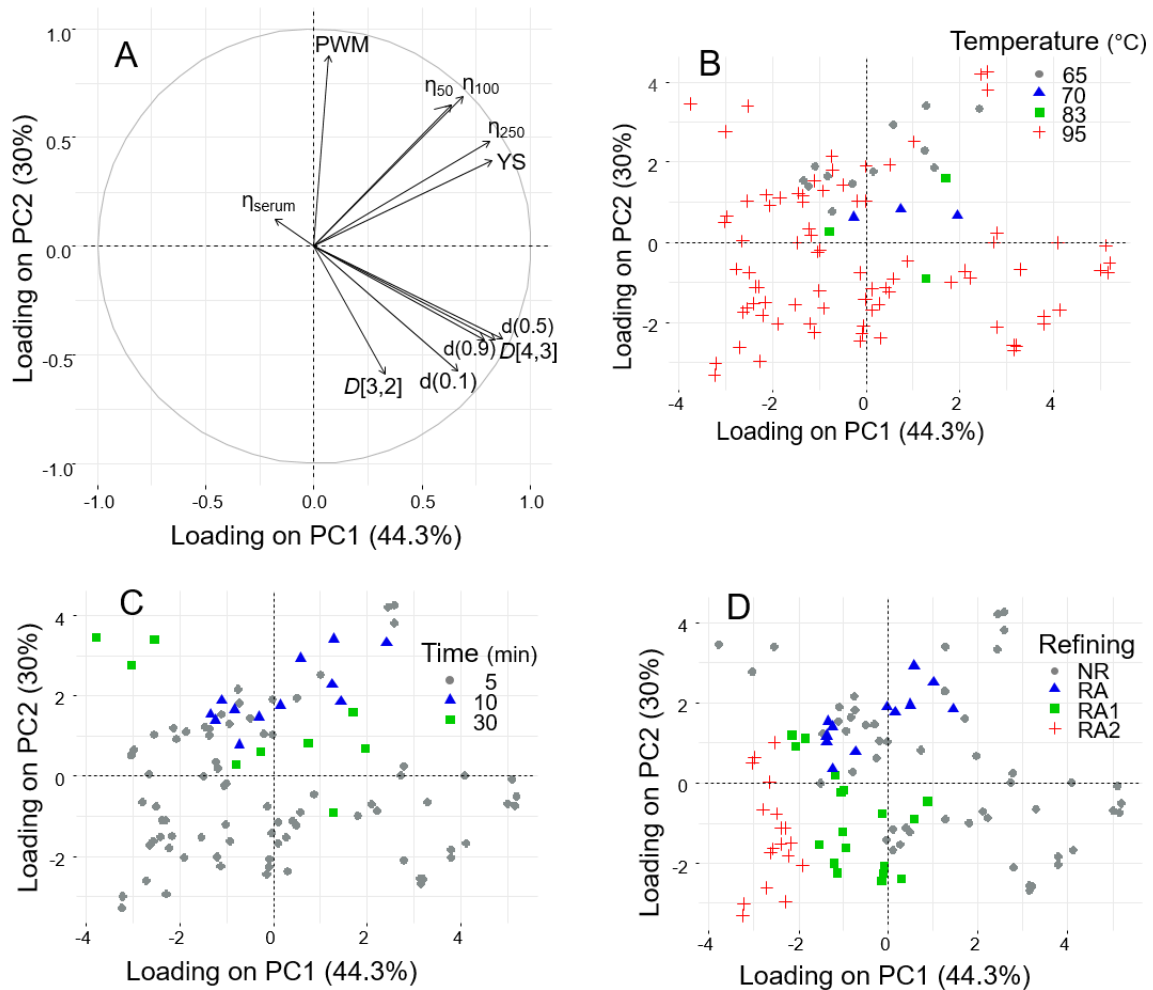 A
1.0
0.5
0.0
-0.5
-1.0
Loading on PC2 (30%)
PWM
η50 η100
η250
YS
ηserum
d(0.5)
d(0.9) D[4,3]
D[3,2] d(0.1)
-1.0 -0.5 0.0 0.5 1.0
Loading on PC1 (44.3%)
B
Temperature (°C)
65
70
83
95
4
2
0
-2
Loading on PC2 (30%)
-4 -2 0 2 4
Loading on PC1 (44.3%)
C
Time (min)
5
10
30
4
2
0
-2
Loading on PC2 (30%)
-4 -2 0 2 4
Loading on PC1 (44.3%)
D
Refining
NR
RA
RA1
RA2
4
2
0
-2
Loading on PC2 (30%)
-4 -2 0 2 4
Loading on PC1 (44.3%)